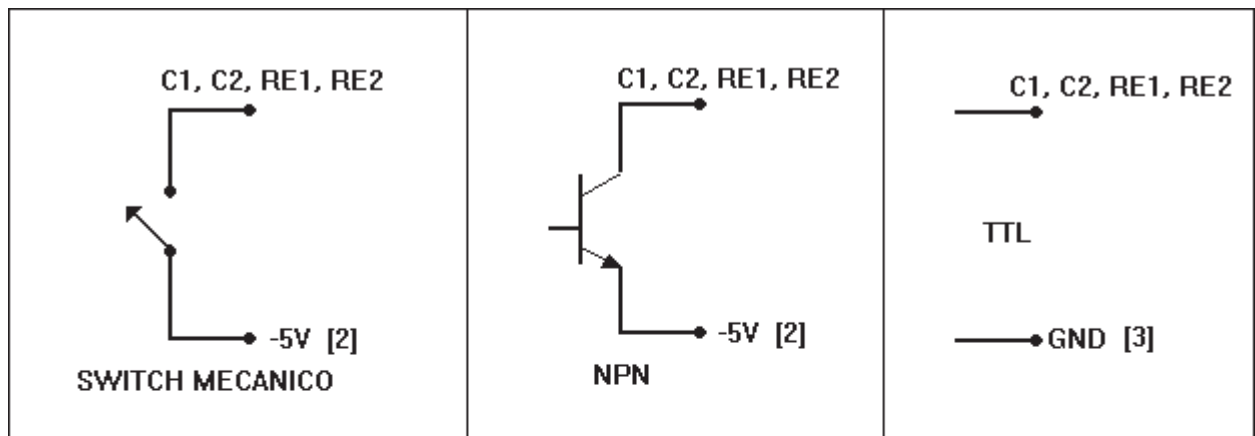 C1, C2, RE1, RE2
-5V [2]
SWITCH MECANICO
C1, C2, RE1, RE2
-5V [2]
NPN
C1, C2, RE1, RE2
TTL
GND [3]